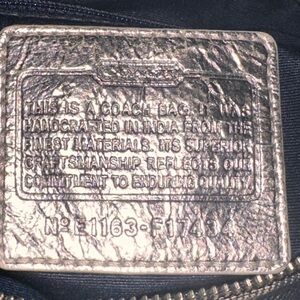 THIS IS A COACH BAG. IT WAS
HANDCRAFTED IN INDIA FROM THE
FINEST MATERIALS. ITS SUPERIOR
CRAFTSMANSHIP REFLECTS OUR
COMMITMENT TO ENDURING QUALITY.
Nº E1163-F17434